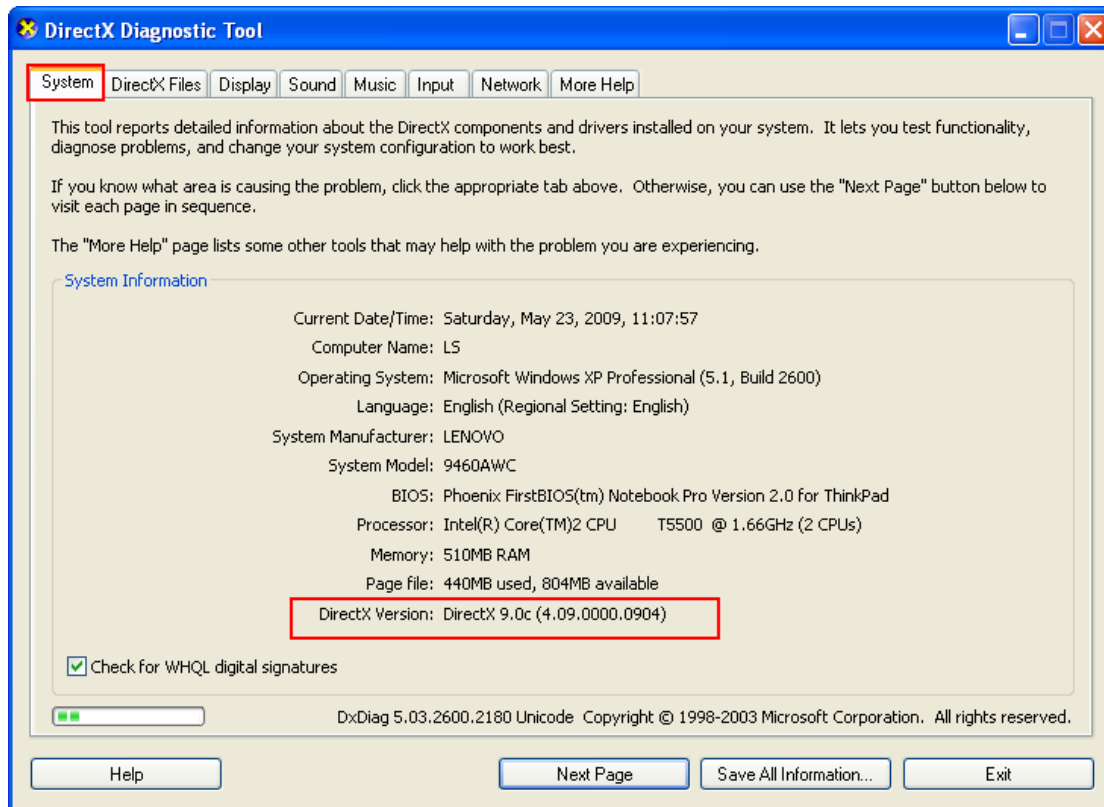 DirectX Diagnostic Tool
System DirectX Files Display Sound Music Input Network More Help
This tool reports detailed information about the DirectX components and drivers installed on your system.  It lets you test functionality,
diagnose problems, and change your system configuration to work best.
If you know what area is causing the problem, click the appropriate tab above.  Otherwise, you can use the "Next Page" button below to
visit each page in sequence.
The "More Help" page lists some other tools that may help with the problem you are experiencing.
System Information
Current Date/Time: Saturday, May 23, 2009, 11:07:57
Computer Name: LS
Operating System: Microsoft Windows XP Professional (5.1, Build 2600)
Language: English (Regional Setting: English)
System Manufacturer: LENOVO
System Model: 9460AWC
BIOS: Phoenix FirstBIOS(tm) Notebook Pro Version 2.0 for ThinkPad
Processor: Intel(R) Core(TM)2 CPU        T5500  @ 1.66GHz (2 CPUs)
Memory: 510MB RAM
Page file: 440MB used, 804MB available
DirectX Version: DirectX 9.0c (4.09.0000.0904)
Check for WHQL digital signatures
DxDiag 5.03.2600.2180 Unicode  Copyright © 1998-2003 Microsoft Corporation.  All rights reserved.
Help Next Page Save All Information... Exit